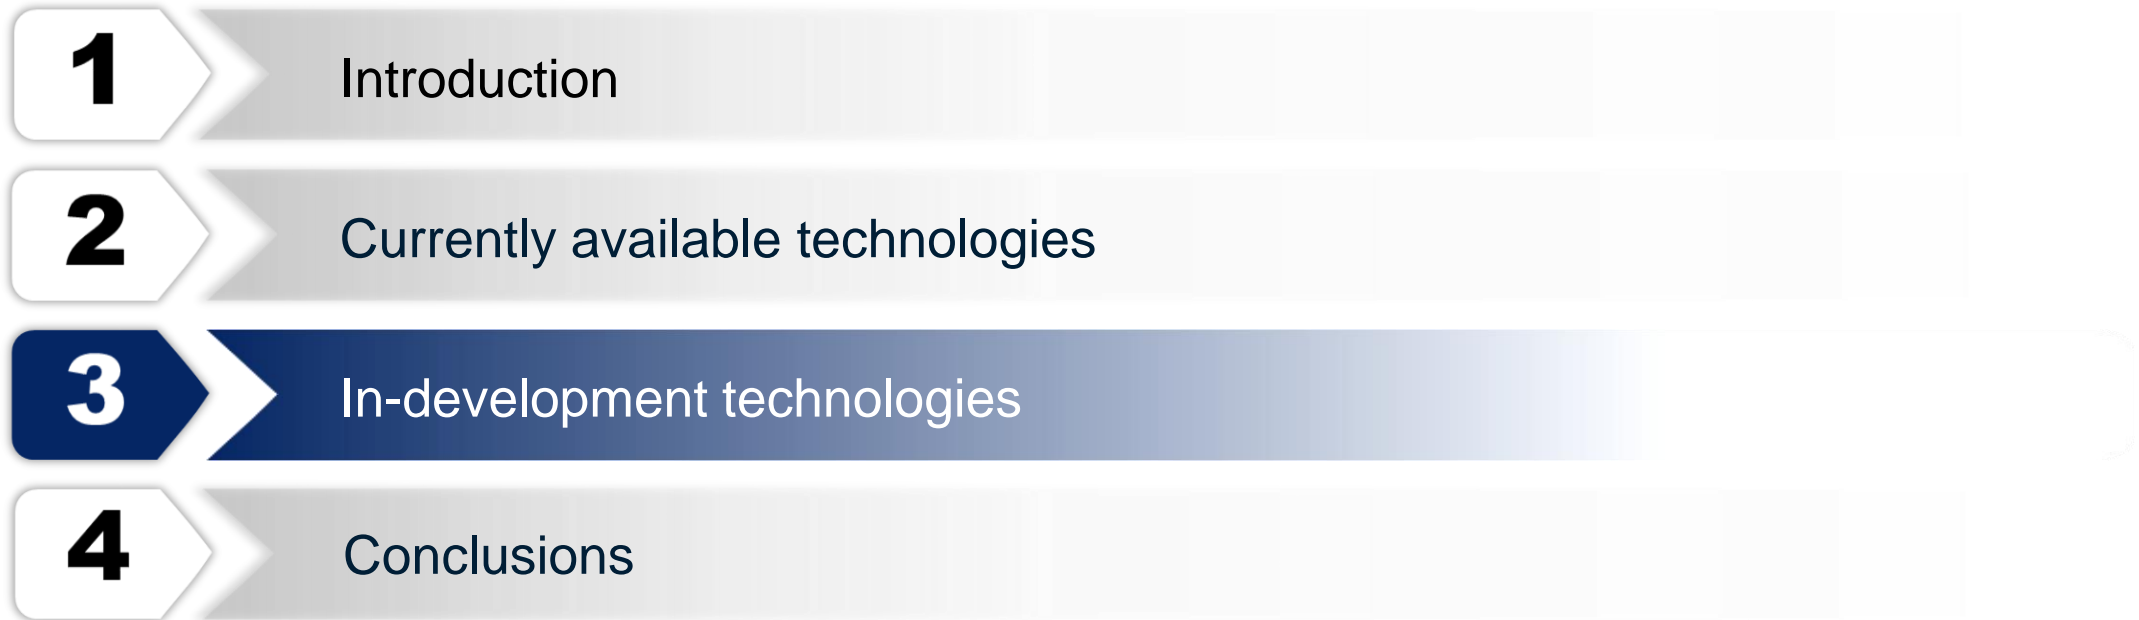 1 Introduction
2 Currently available technologies
3 In-development technologies
4 Conclusions